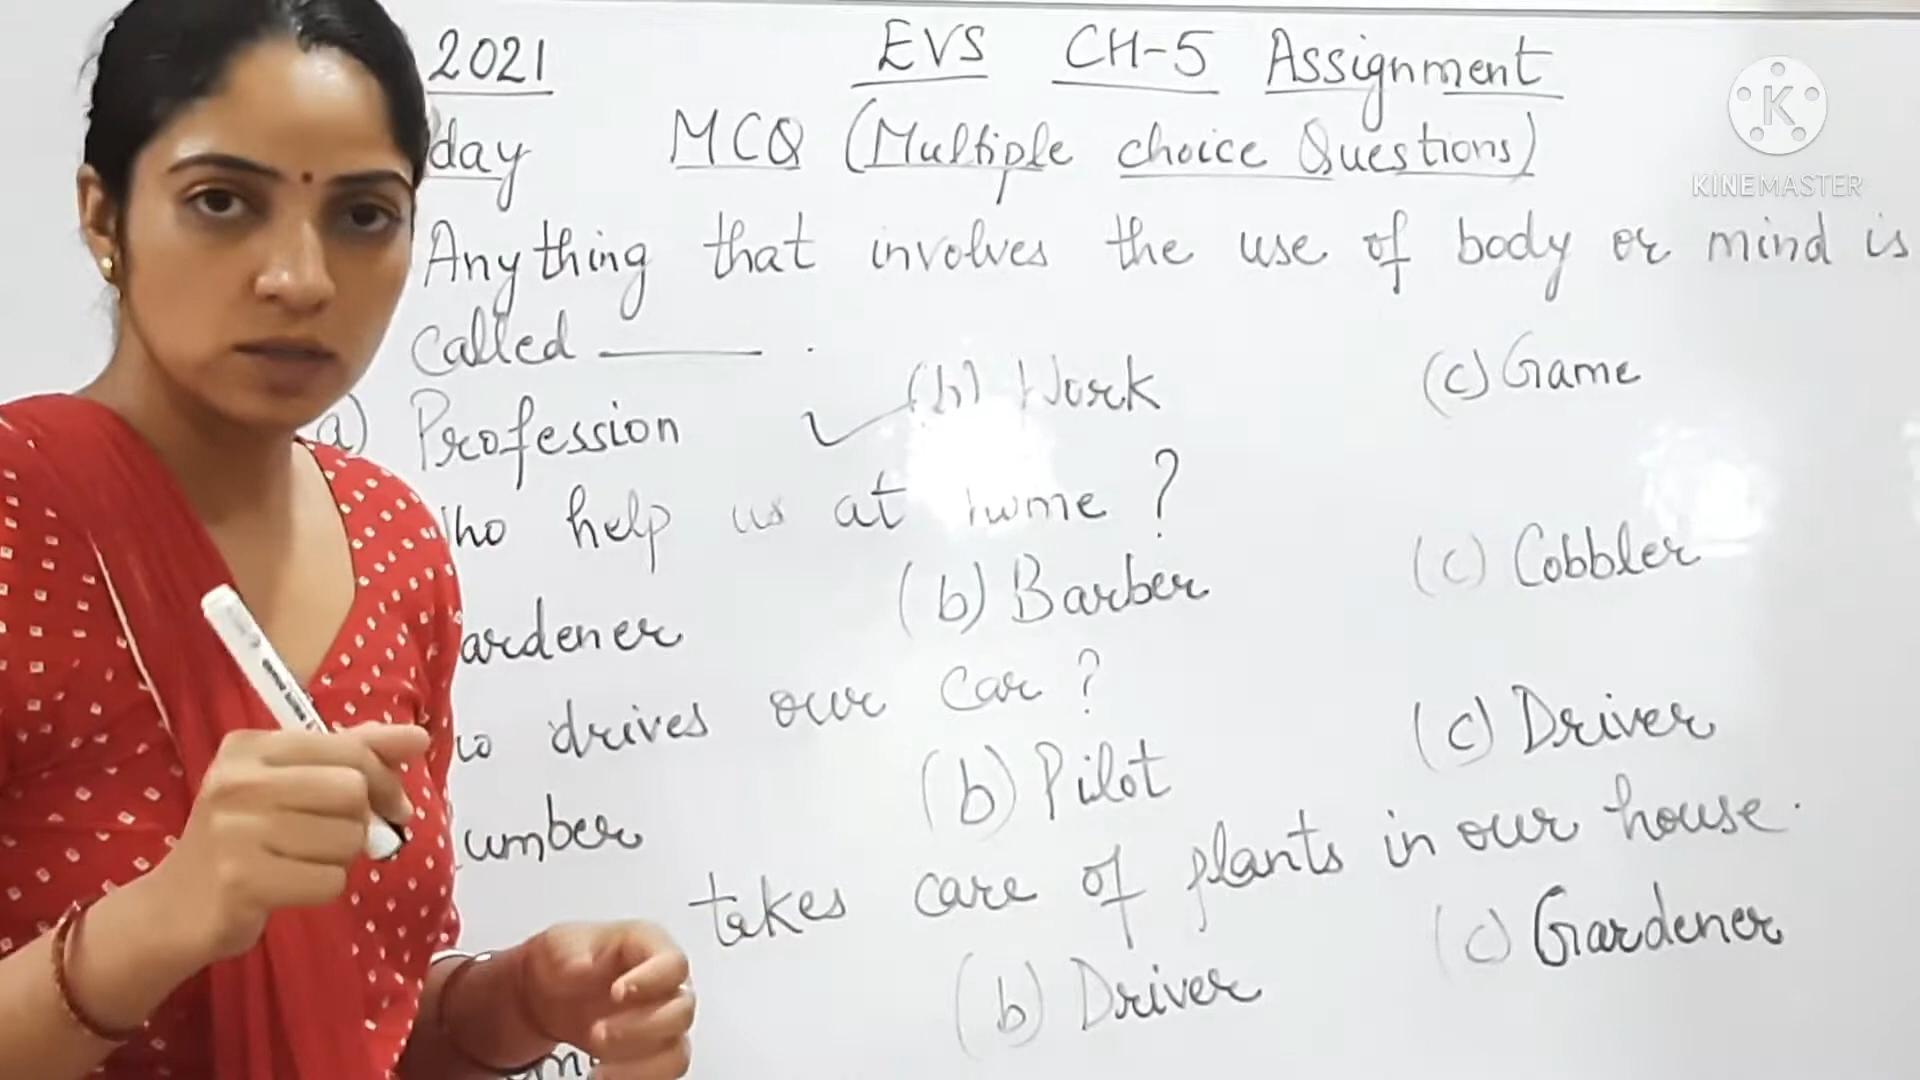 2021 EVS CH-5 Assignment
day MCQ (Multiple choice Questions)
K
KINEMASTER
Anything that involves the use of body or mind is
called ______ .
a) Profession (b) Work (c) Game
help us at home ?
(b) Barber (c) Cobbler
drives our car ?
(b) Pilot (c) Driver
takes care of plants in our house.
(b) Driver (c) Gardener